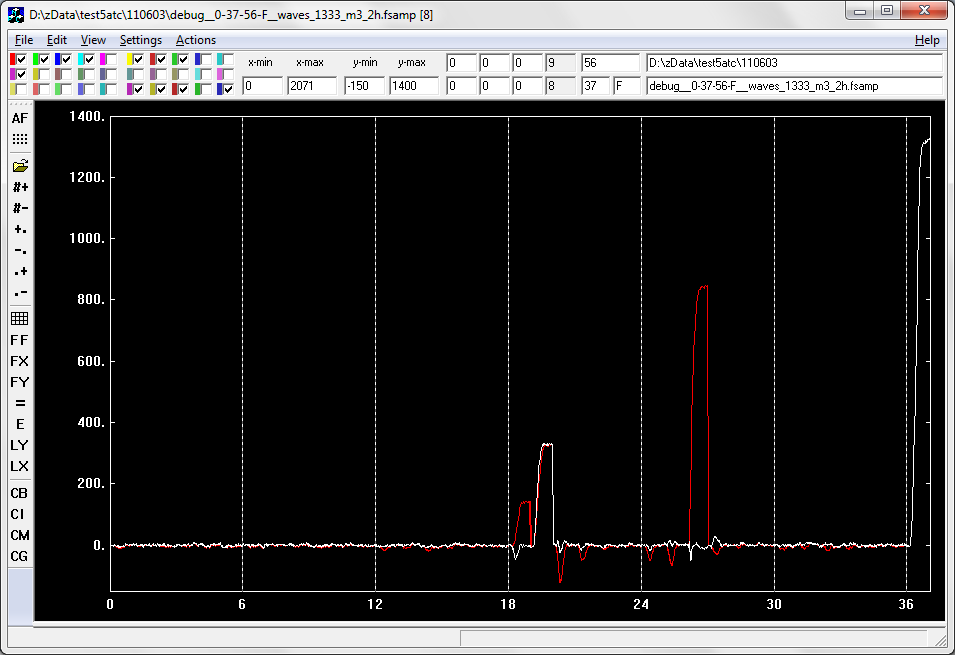 D:\zData\test5atc\110603\debug__0-37-56-F__waves_1333_m3_2h.fsamp [8]
File Edit View Settings Actions Help
x-min x-max y-min y-max 0 0 0 9 56 D:\zData\test5atc\110603
0 2071 -150 1400 0 0 0 8 37 F debug__0-37-56-F__waves_1333_m3_2h.fsamp
AF
#+
#-
+.
-.
.+
.-
FF
FX
FY
=
E
LY
LX
CB
CI
CM
CG
1400.
1200.
1000.
800.
600.
400.
200.
0.
0 6 12 18 24 30 36